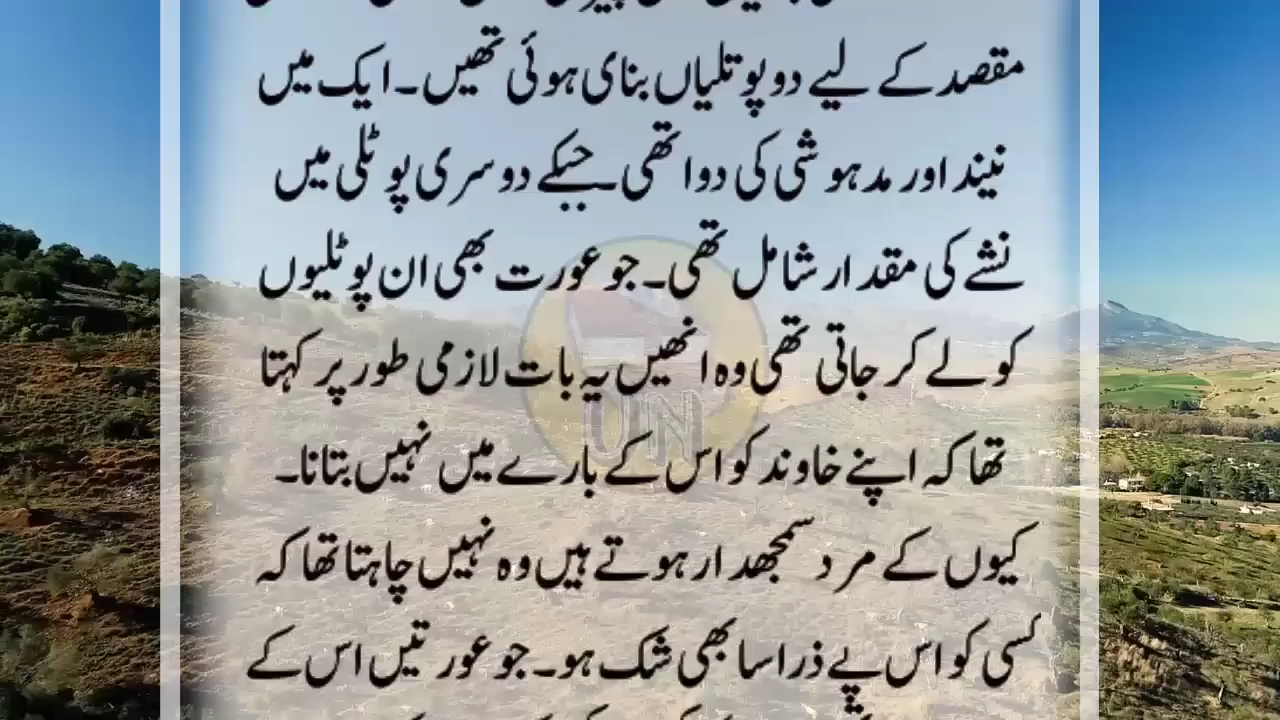 مقصد کے لیے دو پوتلیاں بنای ہوئی تھیں۔ ایک میں
نیند اور مدہوشی کی دوا تھی۔ جبکے دوسری پوٹلی میں
نشے کی مقدار شامل تھی۔ جو عورت بھی ان پوٹلیوں
کو لے کر جاتی تھی وہ انھیں یہ بات لازمی طور پر کہتا
تھا کہ اپنے خاوند کو اس کے بارے میں نہیں بتانا۔
کیوں کے مرد سمجھدار ہوتے ہیں وہ نہیں چاہتا تھا کہ
کسی کو اس پے ذرا سا بھی شک ہو۔ جو عورتیں اس کے
UN